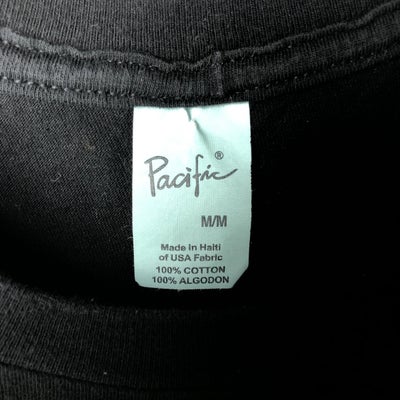 Pacific®
M/M
Made in Haiti
of USA Fabric
100% COTTON
100% ALGODON